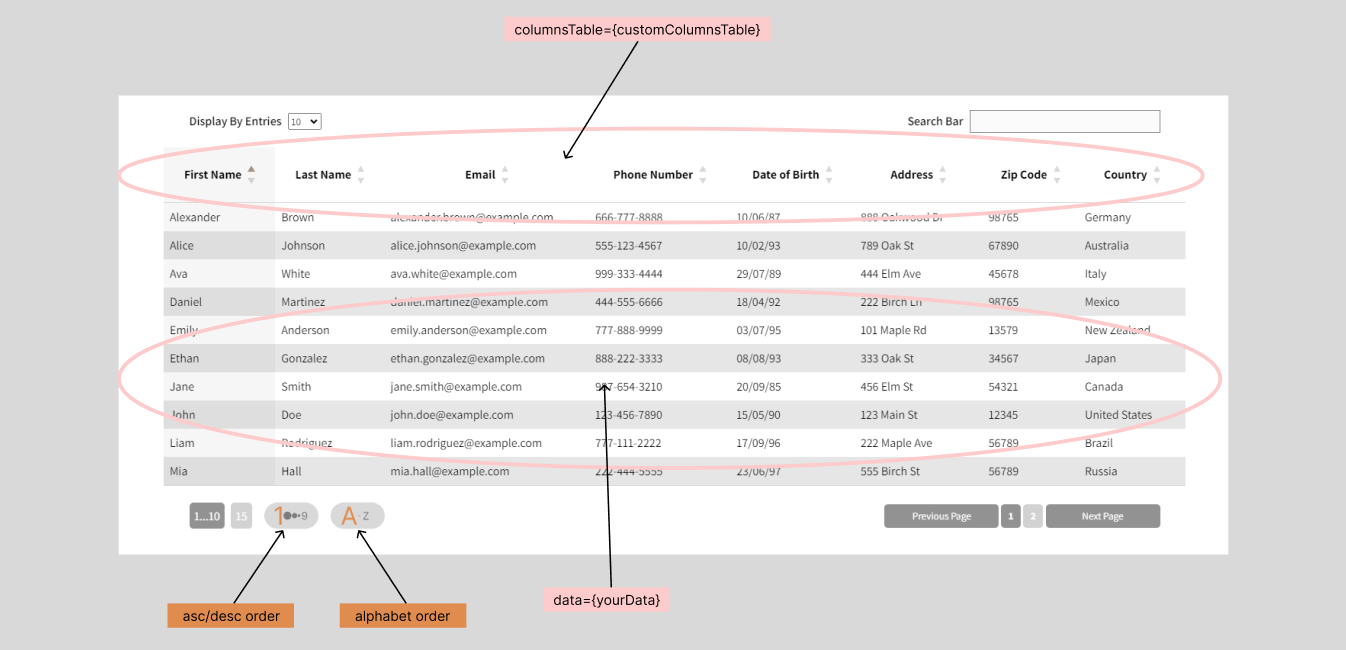 columnsTable={customColumnsTable}
Display By Entries 10 Search Bar
First Name Last Name Email Phone Number Date of Birth Address Zip Code Country
Alexander Brown alexander.brown@example.com 666-777-8888 10/06/87 888 Oakwood Dr 98765 Germany
Alice Johnson alice.johnson@example.com 555-123-4567 10/02/93 789 Oak St 67890 Australia
Ava White ava.white@example.com 999-333-4444 29/07/89 444 Elm Ave 45678 Italy
Daniel Martinez daniel.martinez@example.com 444-555-6666 18/04/92 222 Birch Ln 98765 Mexico
Emily Anderson emily.anderson@example.com 777-888-9999 03/07/95 101 Maple Rd 13579 New Zealand
Ethan Gonzalez ethan.gonzalez@example.com 888-222-3333 08/08/93 333 Oak St 34567 Japan
Jane Smith jane.smith@example.com 987-654-3210 20/09/85 456 Elm St 54321 Canada
John Doe john.doe@example.com 123-456-7890 15/05/90 123 Main St 12345 United States
Liam Rodriguez liam.rodriguez@example.com 777-111-2222 17/09/96 222 Maple Ave 56789 Brazil
Mia Hall mia.hall@example.com 222-444-5555 23/06/97 555 Birch St 56789 Russia
1...10 15 1 9 A - Z Previous Page 1 2 Next Page
data={yourData}
asc/desc order alphabet order